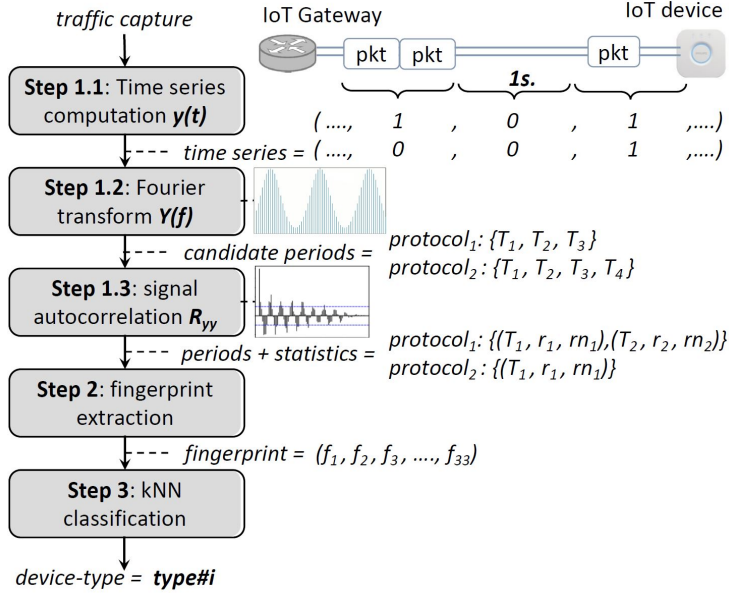 traffic capture
IoT Gateway
IoT device
pkt pkt pkt
1s.
Step 1.1: Time series
computation y(t)
( ...., 1 , 0 , 1 ,....)
time series = ( ...., 0 , 0 , 1 ,....)
Step 1.2: Fourier
transform Y(f)
candidate periods = protocol₁: {T₁, T₂, T₃}
protocol₂: {T₁, T₂, T₃, T₄}
Step 1.3: signal
autocorrelation Ryy
periods + statistics = protocol₁: {(T₁, r₁, rn₁),(T₂, r₂, rn₂)}
protocol₂: {(T₁, r₁, rn₁)}
Step 2: fingerprint
extraction
fingerprint = (f₁, f₂, f₃, ...., f₃₃)
Step 3: kNN
classification
device-type = type#i